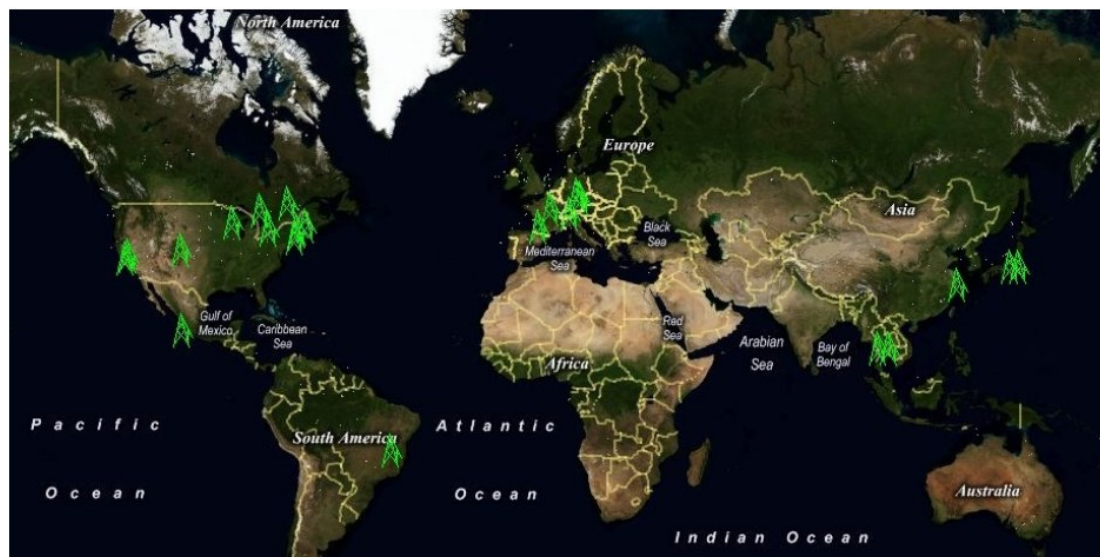 North America
Europe
Asia
Black
Sea
Mediterranean
Sea
Gulf of
Mexico
Caribbean
Sea
Red
Sea
Arabian
Sea
Bay of
Bengal
Africa
Pacific
Ocean
South America
Atlantic
Ocean
Australia
Indian Ocean